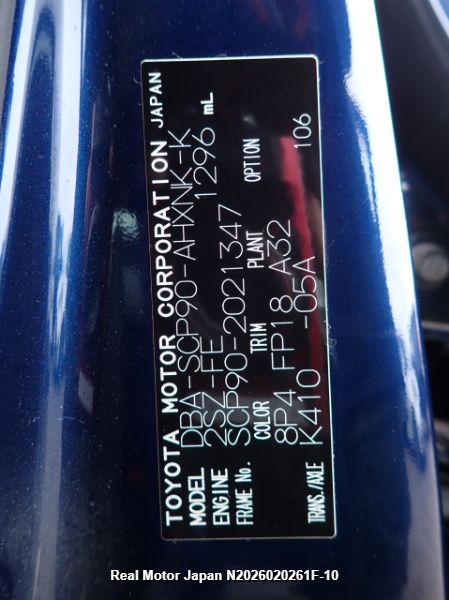 TOYOTA MOTOR CORPORATION JAPAN
MODEL DBA-SCP90-AHXNK-K
ENGINE 2SZ-FE 1296 mL
FRAME No. SCP90-2021347
COLOR TRIM PLANT OPTION
8P4 FP18 A32 106
TRANS./AXLE K410 -05A
Real Motor Japan N2026020261F-10